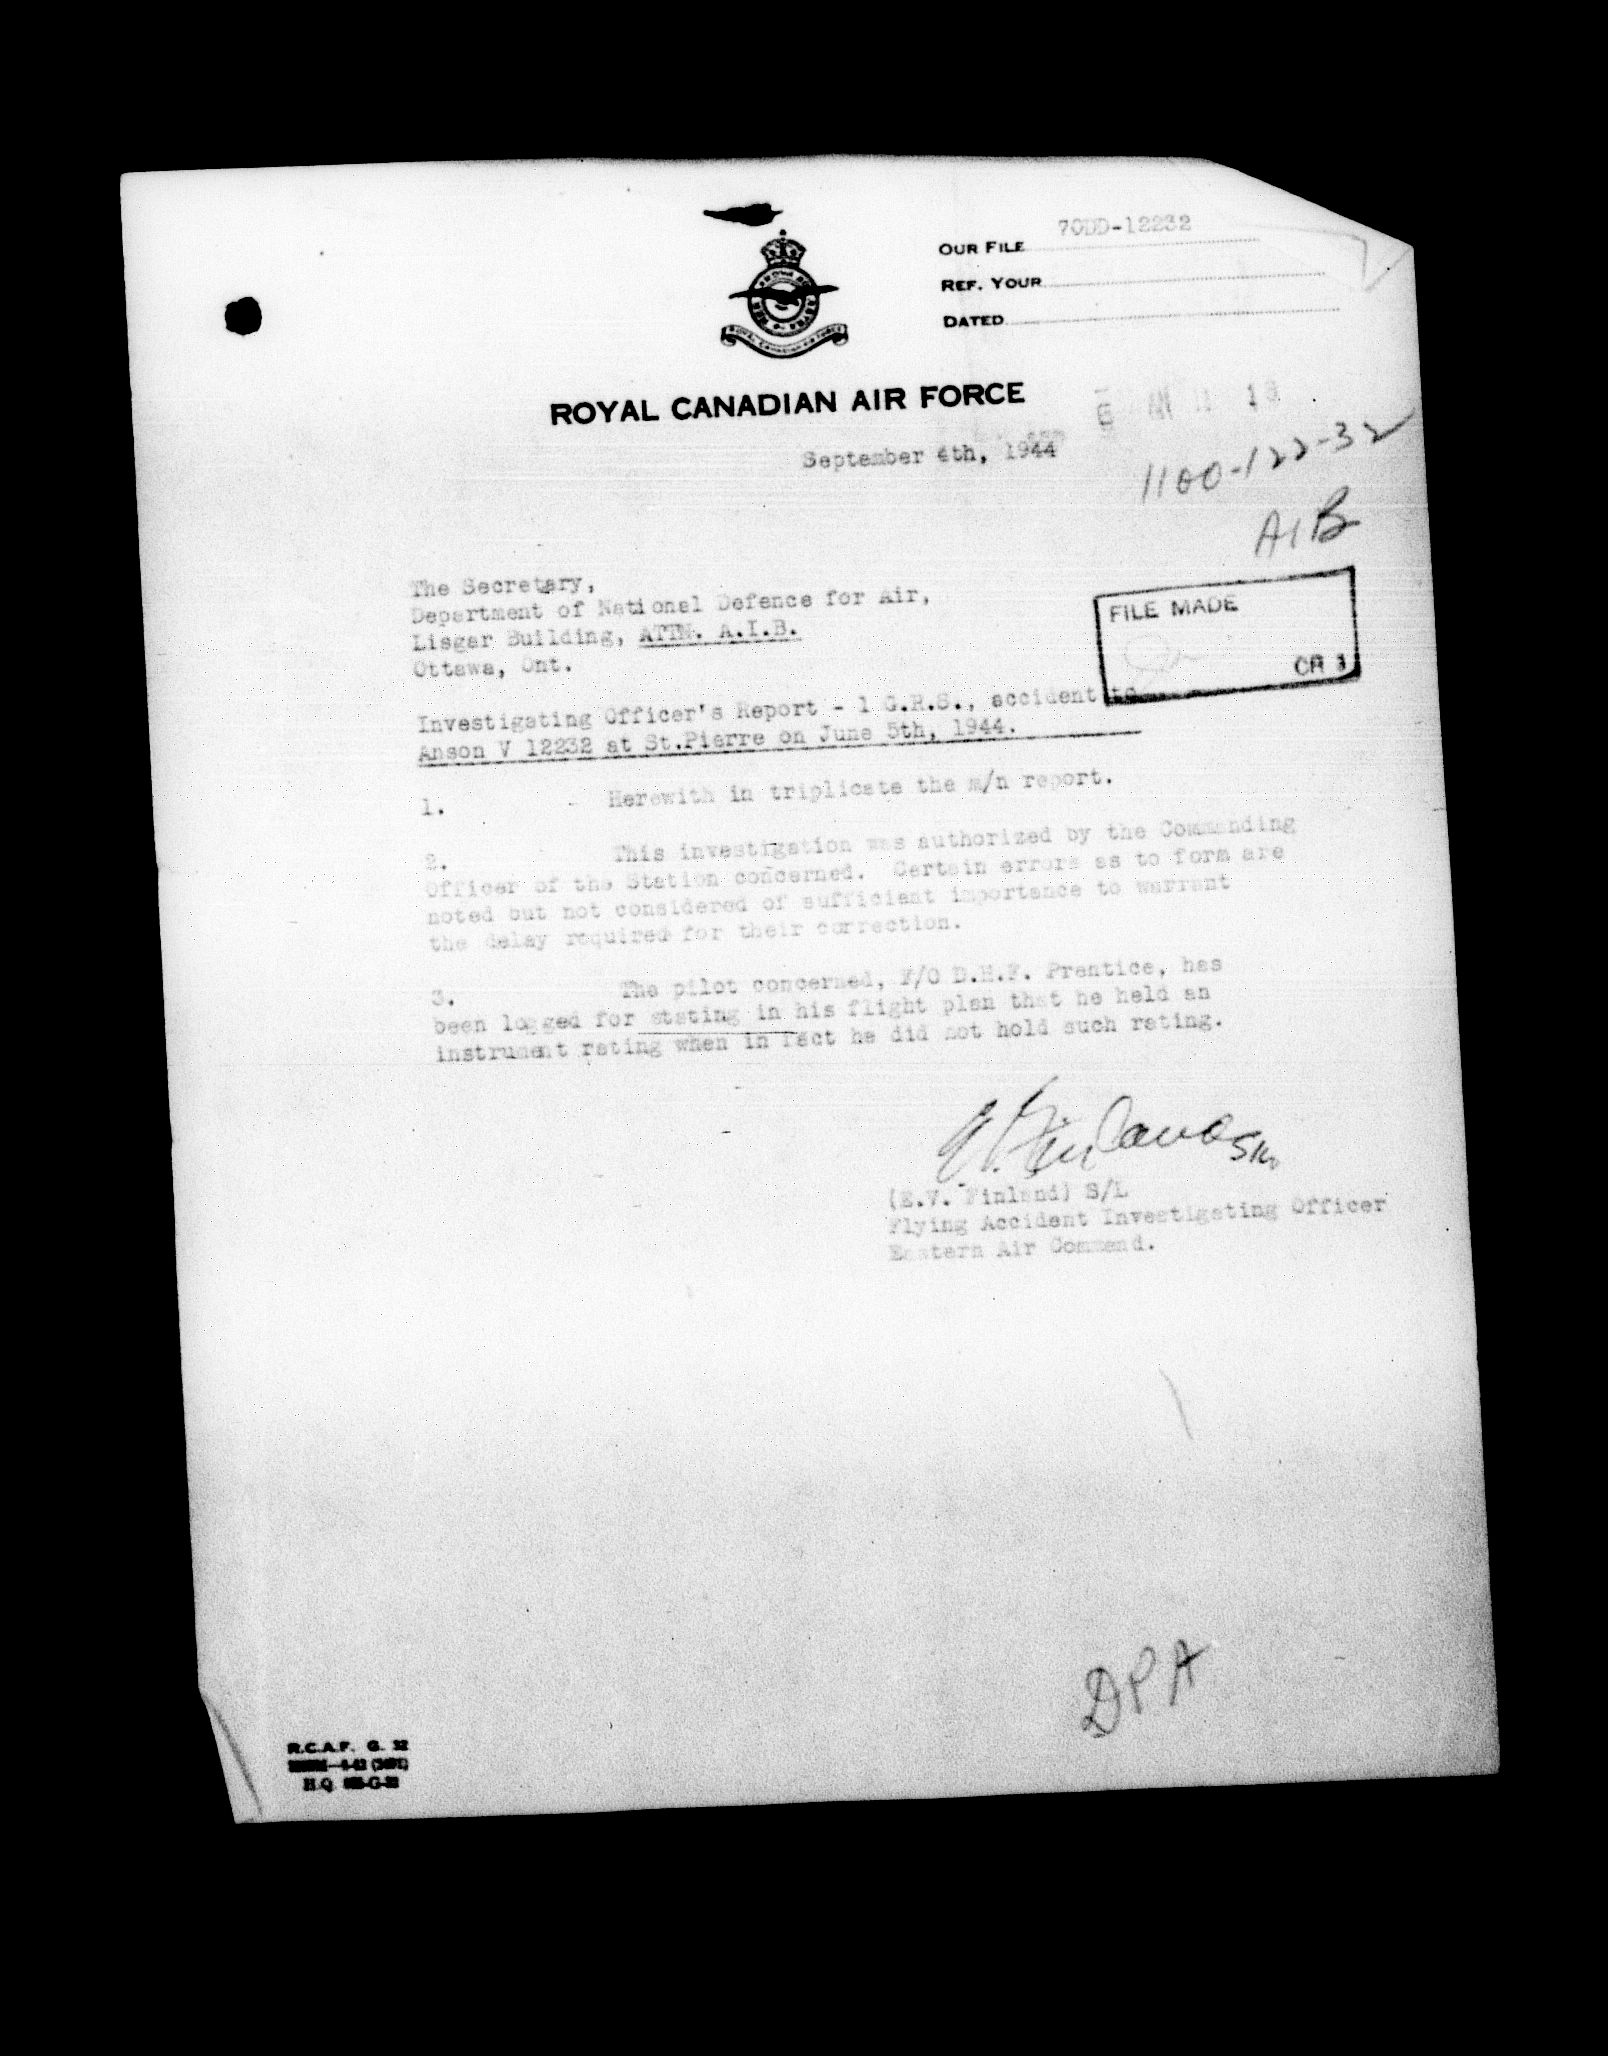 70DD-12232
OUR FILE
REF. YOUR
DATED
ROYAL CANADIAN AIR FORCE
September 4th, 1944
1100-122-32
AIB
The Secretary,
Department of National Defence for Air,
Lisgar Building, ATTN. A.I.B.
Ottawa, Ont.
FILE MADE
CR 1
Investigating Officer's Report - 1 G.R.S., accident to
Anson V 12232 at St.Pierre on June 5th, 1944.
1. Herewith in triplicate the m/n report.
2. This investigation was authorized by the Commanding
Officer of the Station concerned. Certain errors as to form are
noted but not considered of sufficient importance to warrant
the delay required for their correction.
3. The pilot concerned, F/O D.H.F. Prentice, has
been logged for stating in his flight plan that he held an
instrument rating when in fact he did not hold such rating.
(E.V. Finland) S/L
Flying Accident Investigating Officer
Eastern Air Command.
DPA
R.C.A.F. G. 32
H.Q.